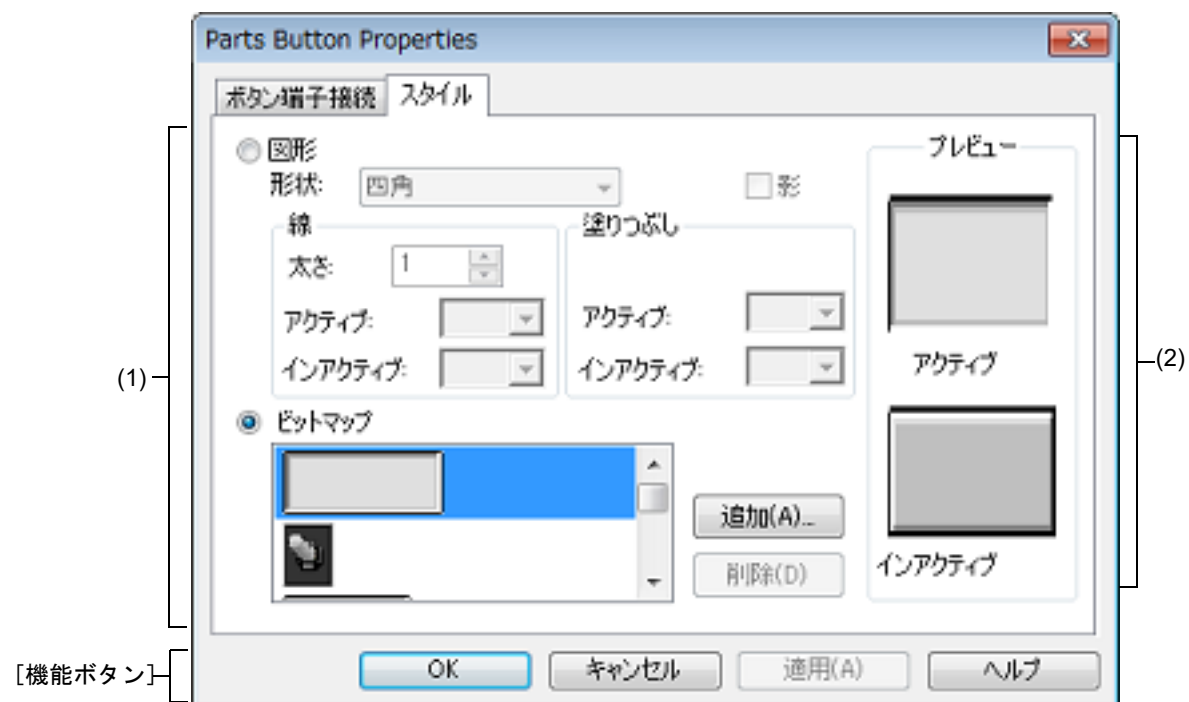 Parts Button Properties
ボタン端子接続 スタイル
図形
形状: 四角 影
線 塗りつぶし
太さ: 1
アクティブ: アクティブ:
インアクティブ: インアクティブ:
ビットマップ
追加(A)...
削除(D)
プレビュー
アクティブ
インアクティブ
(1)
(2)
[機能ボタン]
OK キャンセル 適用(A) ヘルプ